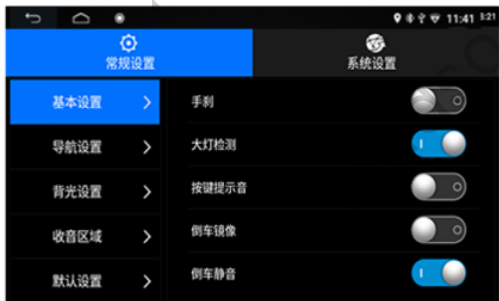 11:41 3:21
常规设置
系统设置
基本设置
手刹
导航设置
大灯检测
背光设置
按键提示音
收音区域
倒车镜像
默认设置
倒车静音